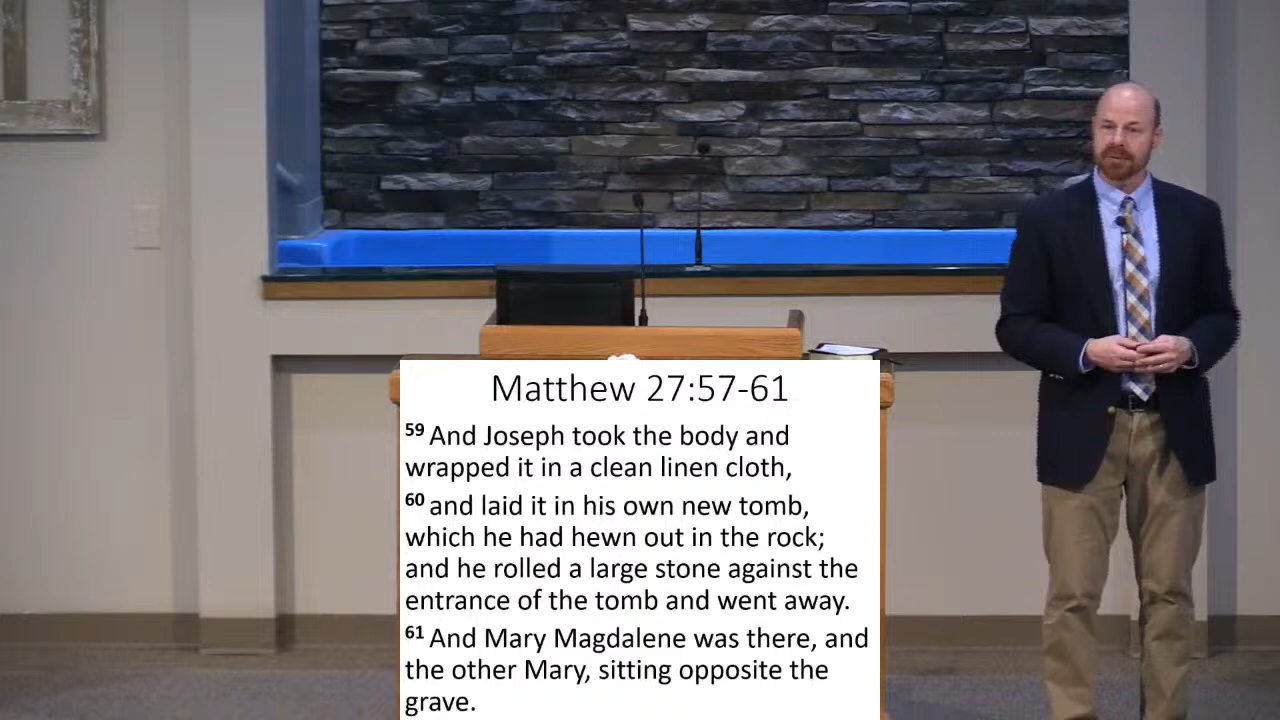 Matthew 27:57-61
59 And Joseph took the body and
wrapped it in a clean linen cloth,
60 and laid it in his own new tomb,
which he had hewn out in the rock;
and he rolled a large stone against the
entrance of the tomb and went away.
61 And Mary Magdalene was there, and
the other Mary, sitting opposite the
grave.